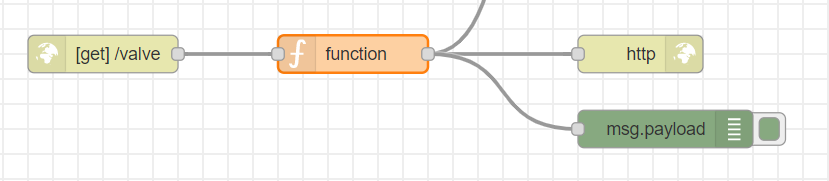 [get] /valve
function
http
msg.payload